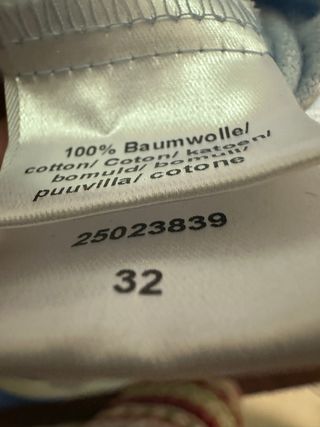 100% Baumwolle/
cotton/ Coton/ katoen/
bomuld/ bomull/
puuvilla/ cotone
25023839
32